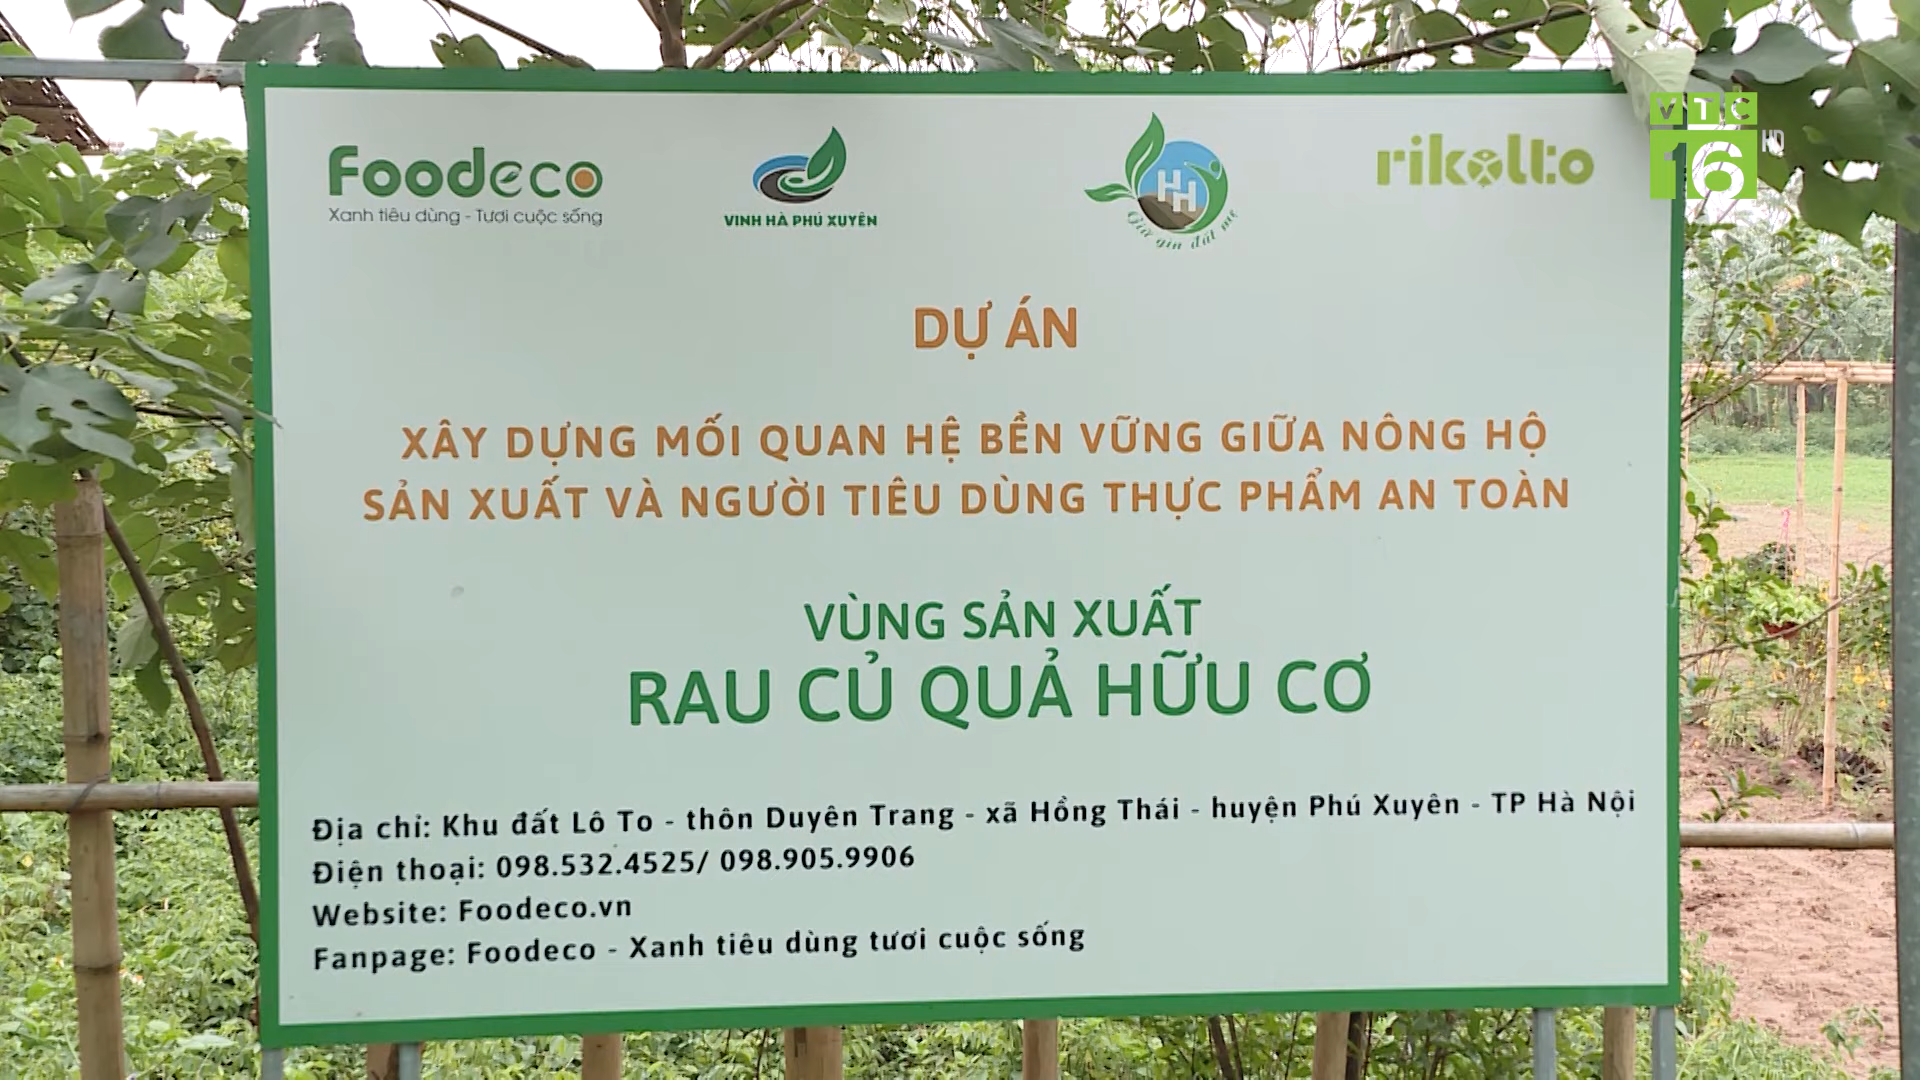 Foodeco
Xanh tiêu dùng - Tươi cuộc sống
VINH HÀ PHÚ XUYÊN
HH
Giữ gìn đất mẹ
rikolto
VTC
16 HD
DỰ ÁN
XÂY DỰNG MỐI QUAN HỆ BỀN VỮNG GIỮA NÔNG HỘ
SẢN XUẤT VÀ NGƯỜI TIÊU DÙNG THỰC PHẨM AN TOÀN
VÙNG SẢN XUẤT
RAU CỦ QUẢ HỮU CƠ
Địa chỉ: Khu đất Lô To - thôn Duyên Trang - xã Hồng Thái - huyện Phú Xuyên - TP Hà Nội
Điện thoại: 098.532.4525/ 098.905.9906
Website: Foodeco.vn
Fanpage: Foodeco - Xanh tiêu dùng tươi cuộc sống